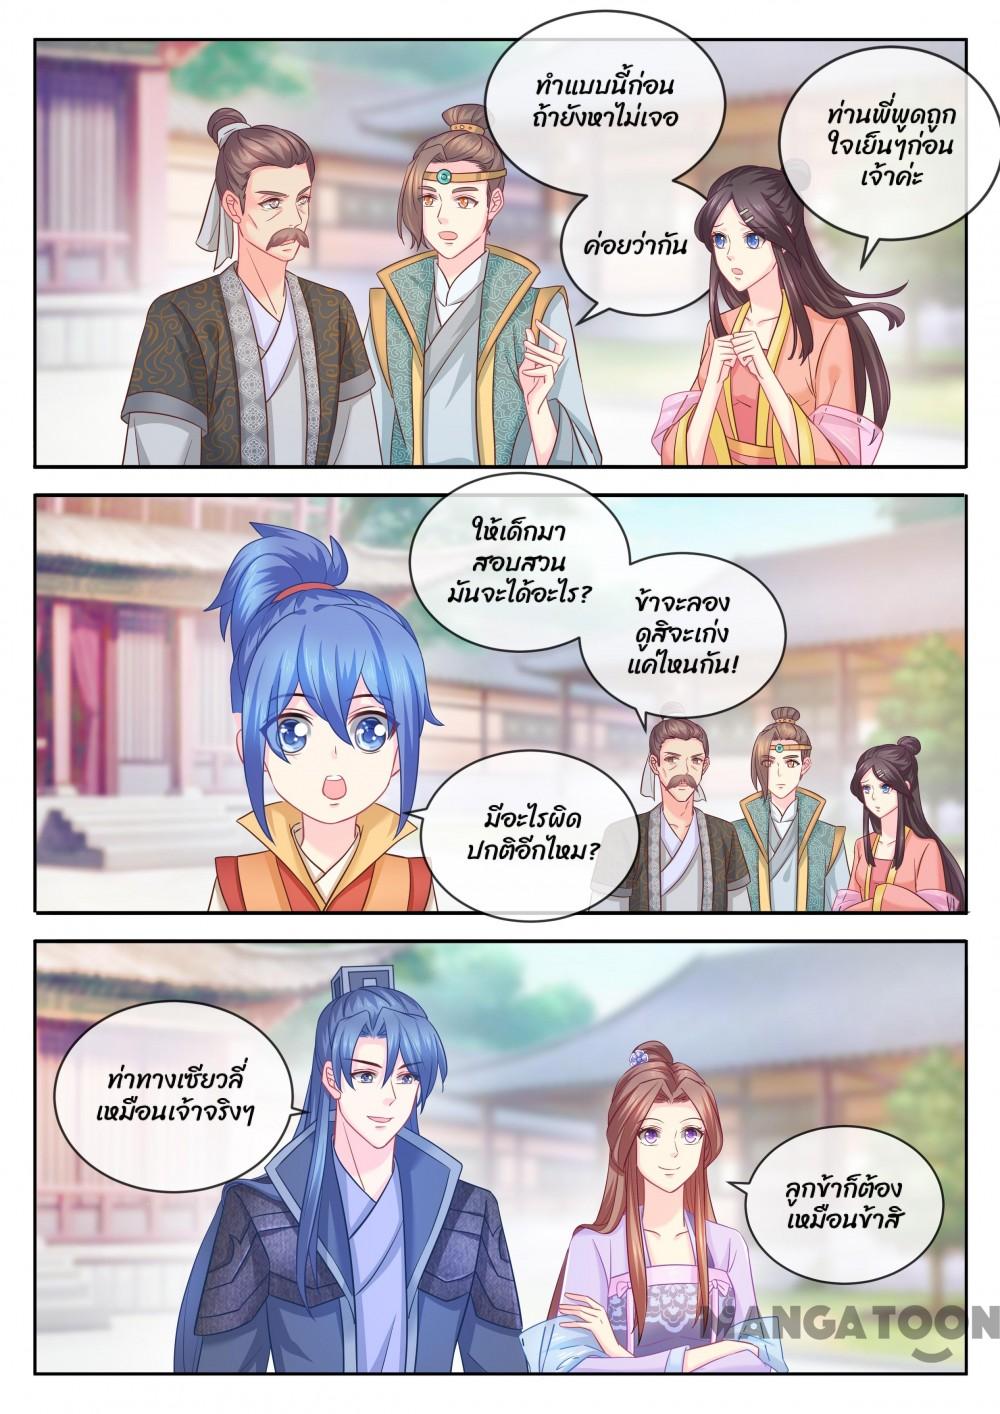 ทำแบบนี้ก่อน
ถ้ายังหาไม่เจอ
ค่อยว่ากัน
ท่านพี่พูดถูก
ใจเย็นๆก่อน
เจ้าค่ะ
ให้เด็กมา
สอบสวน
มันจะได้อะไร?
ข้าจะลอง
ดูสิจะเก่ง
แค่ไหนกัน!
มีอะไรผิด
ปกติอีกไหม?
ท่าทางเซียวลี่
เหมือนเจ้าจริงๆ
ลูกข้าก็ต้อง
เหมือนข้าสิ
MANGATOON